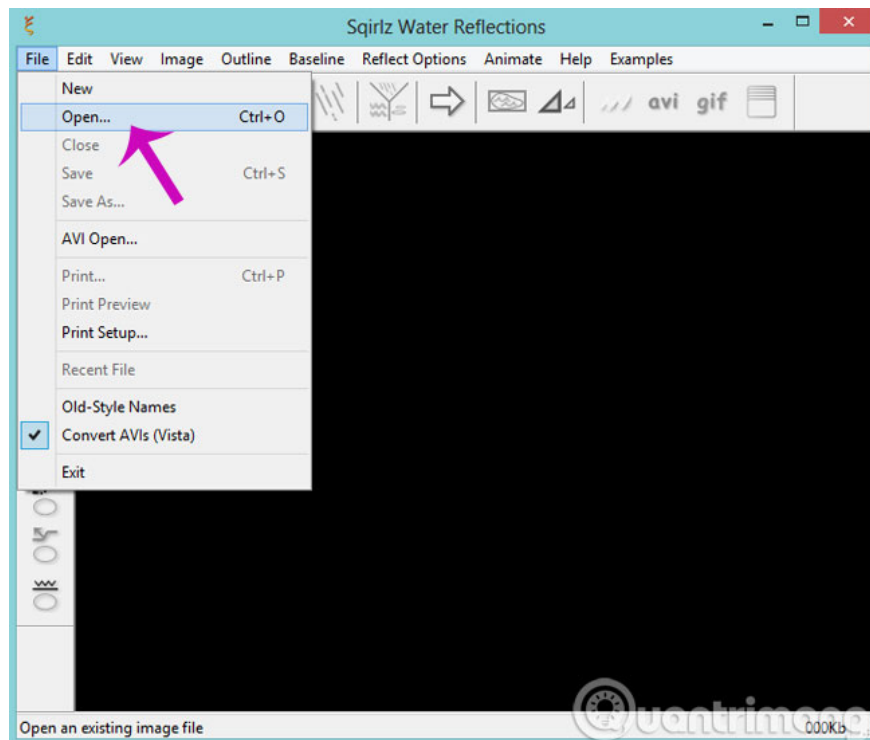 Sqirlz Water Reflections
File Edit View Image Outline Baseline Reflect Options Animate Help Examples
avi gif
New
Open... Ctrl+O
Close
Save Ctrl+S
Save As...
AVI Open...
Print... Ctrl+P
Print Preview
Print Setup...
Recent File
Old-Style Names
Convert AVIs (Vista)
Exit
Quantrimang
Open an existing image file 000Kb